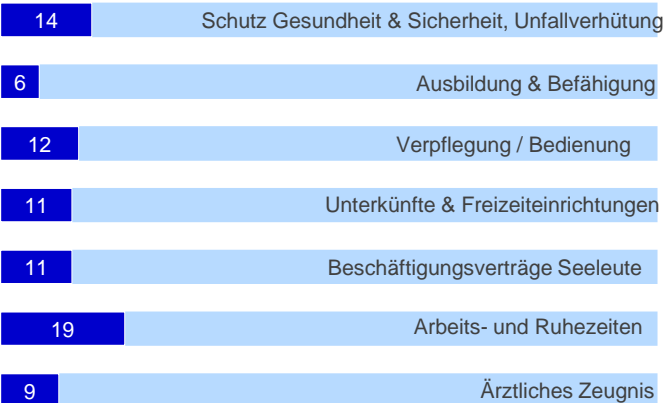 14 Schutz Gesundheit & Sicherheit, Unfallverhütung
6 Ausbildung & Befähigung
12 Verpflegung / Bedienung
11 Unterkünfte & Freizeiteinrichtungen
11 Beschäftigungsverträge Seeleute
19 Arbeits- und Ruhezeiten
9 Ärztliches Zeugnis